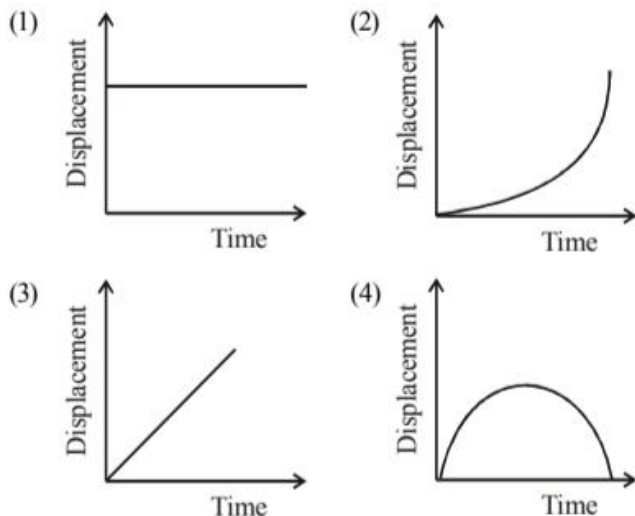 (1)
Displacement
Time
(2)
Displacement
Time
(3)
Displacement
Time
(4)
Displacement
Time